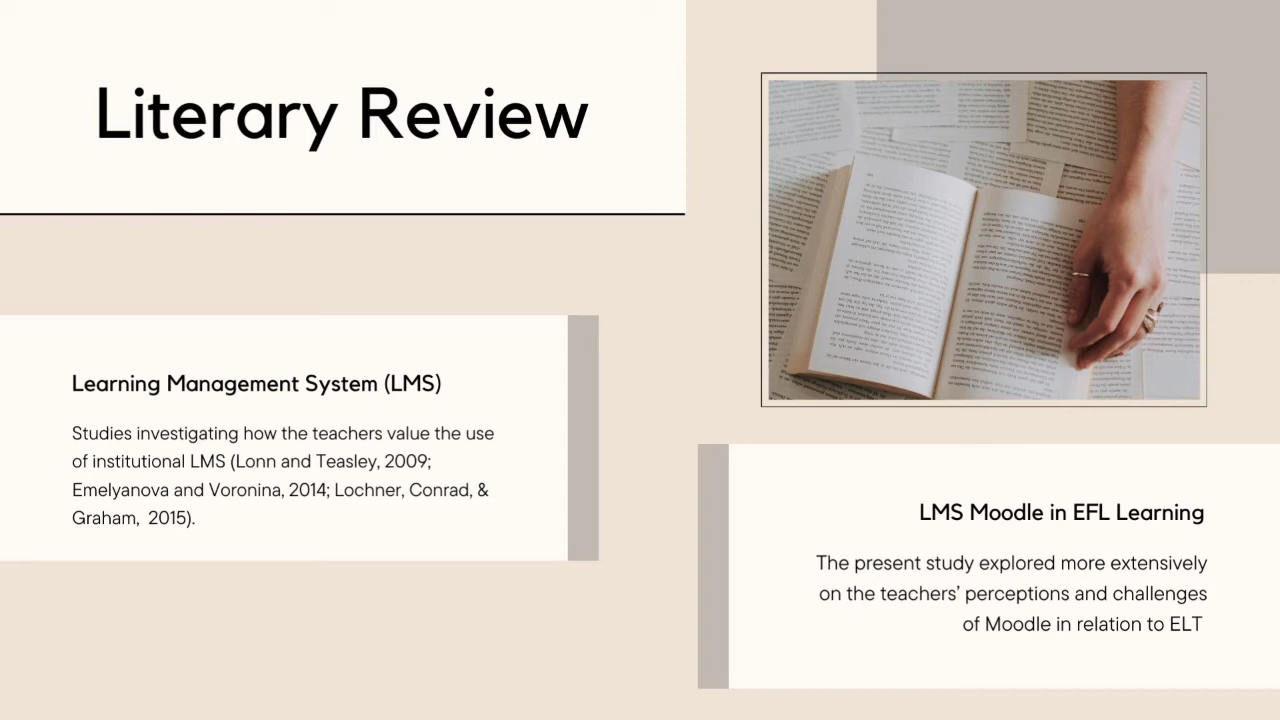 Literary Review
Learning Management System (LMS)
Studies investigating how the teachers value the use
of institutional LMS (Lonn and Teasley, 2009;
Emelyanova and Voronina, 2014; Lochner, Conrad, &
Graham,  2015).
LMS Moodle in EFL Learning
The present study explored more extensively
on the teachers’ perceptions and challenges
of Moodle in relation to ELT